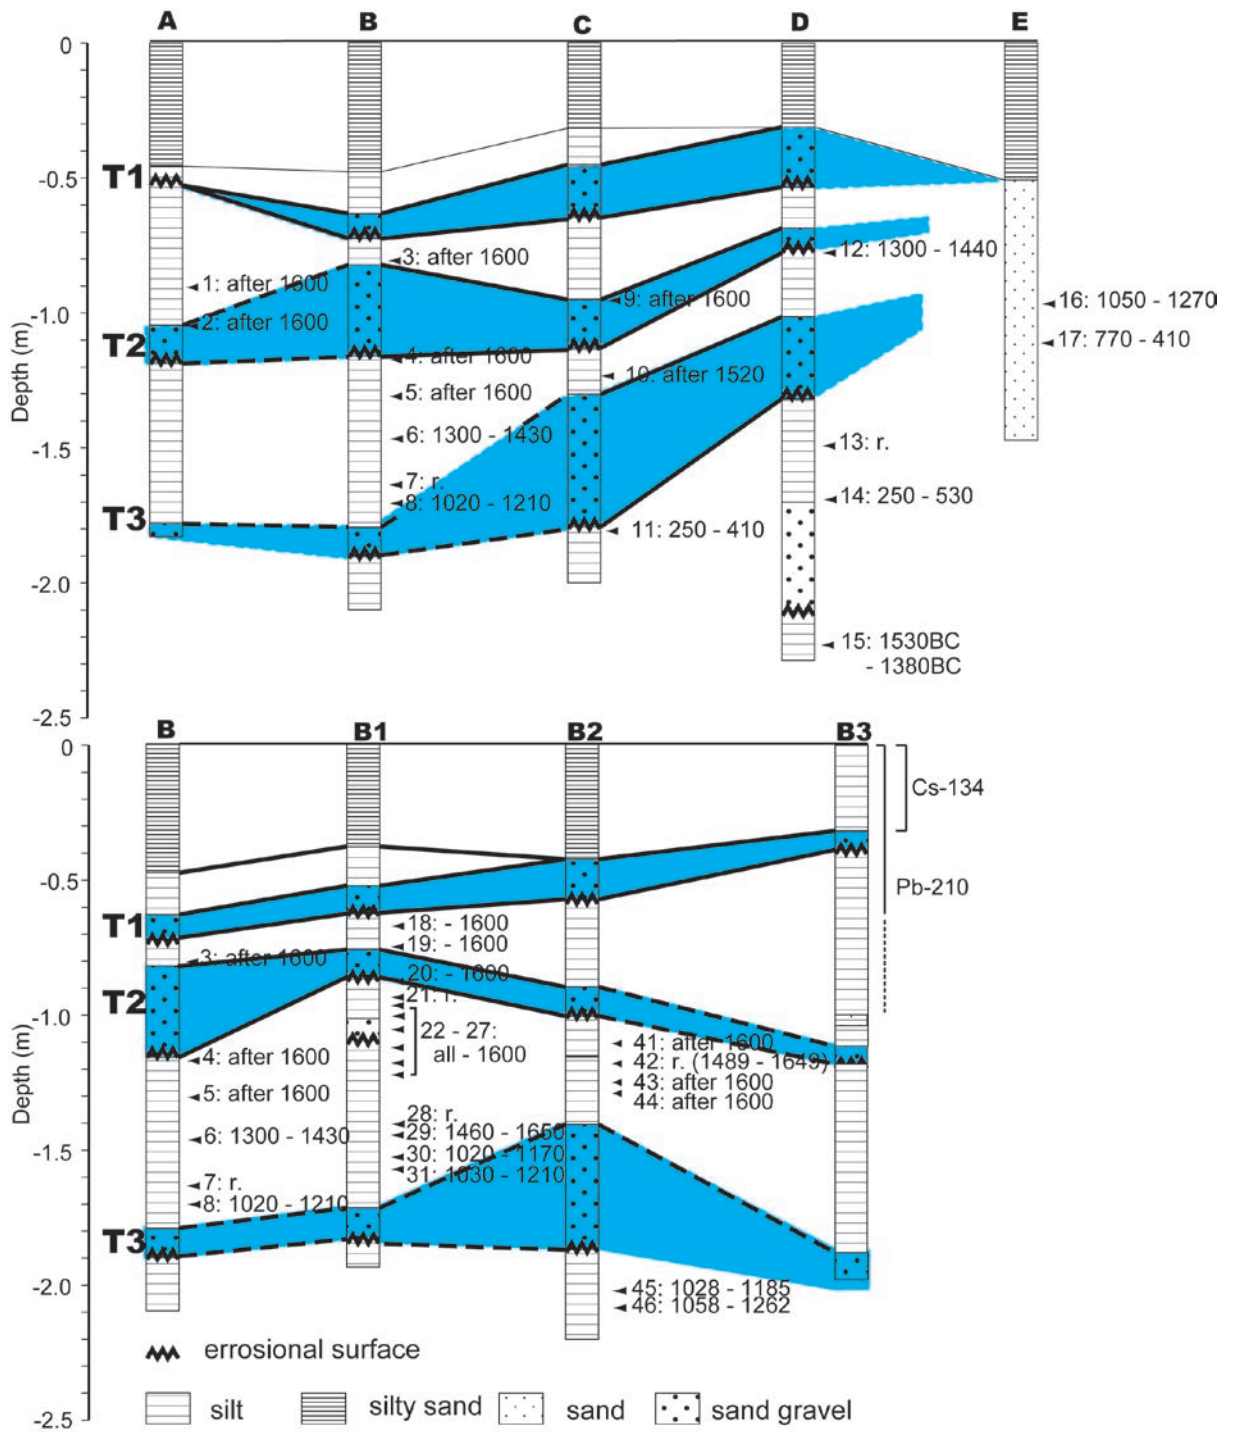 A B C D E
0
-0.5
-1.0
-1.5
-2.0
-2.5
Depth (m)
T1
T2
T3
1: after 1600
2: after 1600
3: after 1600
4: after 1600
5: after 1600
6: 1300 - 1430
7: r.
8: 1020 - 1210
9: after 1600
10: after 1520
11: 250 - 410
12: 1300 - 1440
13: r.
14: 250 - 530
15: 1530BC
- 1380BC
16: 1050 - 1270
17: 770 - 410
B B1 B2 B3
0
-0.5
-1.0
-1.5
-2.0
-2.5
Depth (m)
T1
T2
T3
3: after 1600
4: after 1600
5: after 1600
6: 1300 - 1430
7: r.
8: 1020 - 1210
18: - 1600
19: - 1600
20: - 1600
21: r.
22 - 27:
all - 1600
28: r.
29: 1460 - 1650
30: 1020 - 1170
31: 1030 - 1210
41: after 1600
42: r. (1489 - 1649)
43: after 1600
44: after 1600
45: 1028 - 1185
46: 1058 - 1262
Cs-134
Pb-210
errosional surface
silt
silty sand
sand
sand gravel